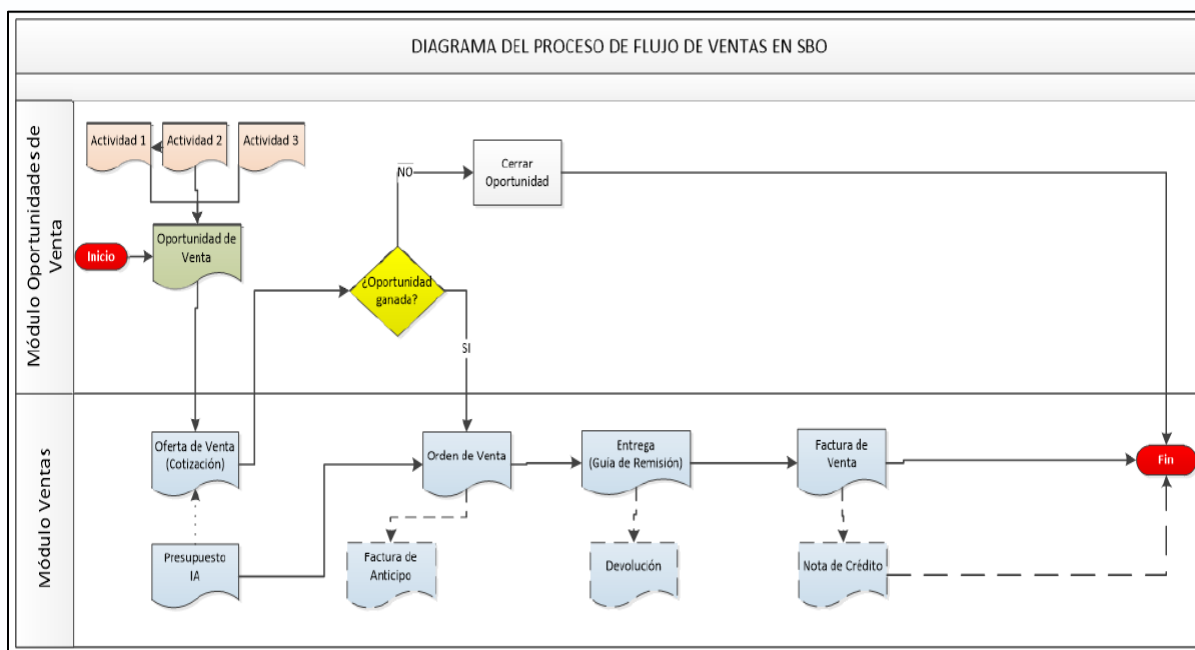 DIAGRAMA DEL PROCESO DE FLUJO DE VENTAS EN SBO
Módulo Oportunidades de
Venta
Actividad 1
Actividad 2
Actividad 3
Inicio
Oportunidad de
Venta
NO
Cerrar
Oportunidad
¿Oportunidad
ganada?
SI
Módulo Ventas
Oferta de Venta
(Cotización)
Orden de Venta
Entrega
(Guía de Remisión)
Factura de
Venta
Fin
Presupuesto
IA
Factura de
Anticipo
Devolución
Nota de Crédito